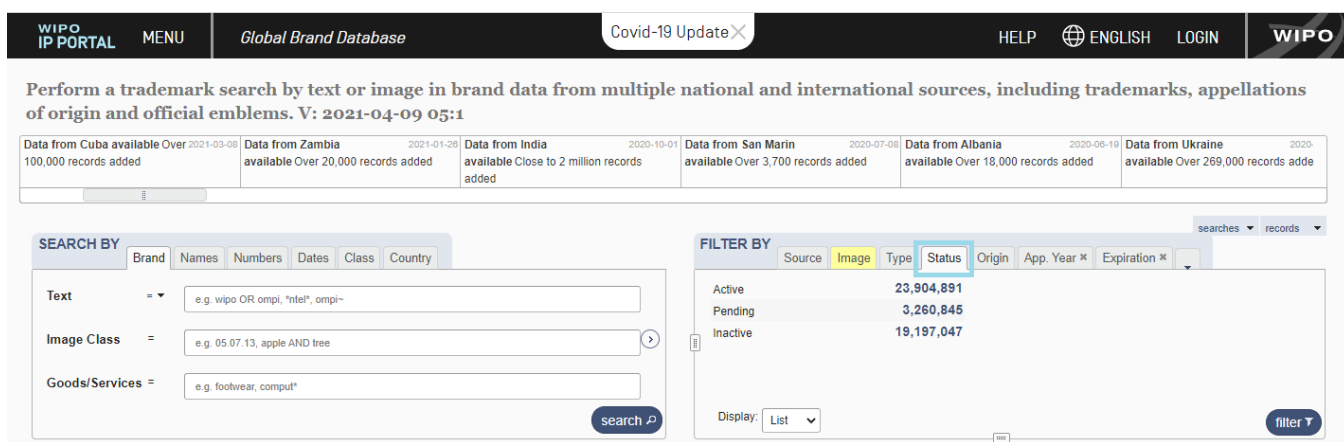 WIPO
IP PORTAL
MENU
Global Brand Database
Covid-19 Update
HELP
ENGLISH
LOGIN
WIPO
Perform a trademark search by text or image in brand data from multiple national and international sources, including trademarks, appellations
of origin and official emblems. V: 2021-04-09 05:1
Data from Cuba available Over 2021-03-08
100,000 records added
Data from Zambia 2021-01-26
available Over 20,000 records added
Data from India 2020-10-01
available Close to 2 million records
added
Data from San Marin 2020-07-08
available Over 3,700 records added
Data from Albania 2020-06-19
available Over 18,000 records added
Data from Ukraine 2020-
available Over 269,000 records adde
searches records
SEARCH BY
Brand Names Numbers Dates Class Country
Text = e.g. wipo OR ompi, *ntel*, ompi~
Image Class = e.g. 05.07.13, apple AND tree
Goods/Services = e.g. footwear, comput*
search
FILTER BY
Source Image Type Status Origin App. Year Expiration
Active 23,904,891
Pending 3,260,845
Inactive 19,197,047
Display: List
filter